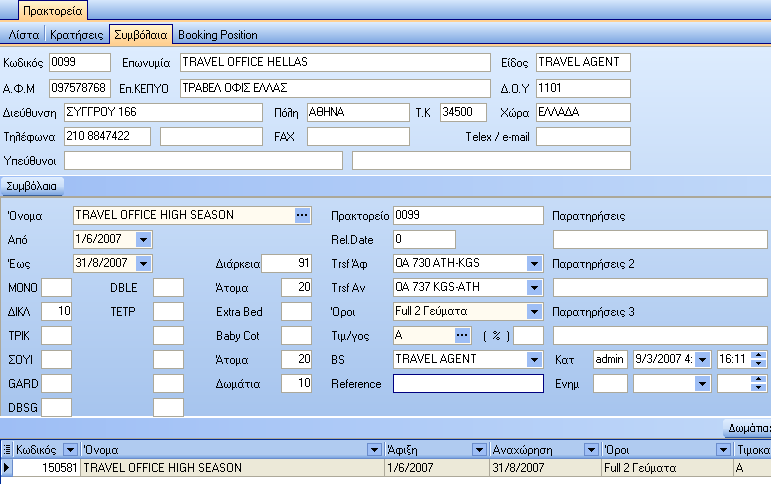 Πρακτορεία
Λίστα Κρατήσεις Συμβόλαια Booking Position
Κωδικός 0099 Επωνυμία TRAVEL OFFICE HELLAS Είδος TRAVEL AGENT
Α.Φ.Μ 097578768 Επ.ΚΕΠΥΟ ΤΡΑΒΕΛ ΟΦΙΣ ΕΛΛΑΣ Δ.Ο.Υ 1101
Διεύθυνση ΣΥΓΓΡΟΥ 166 Πόλη ΑΘΗΝΑ Τ.Κ 34500 Χώρα ΕΛΛΑΔΑ
Τηλέφωνα 210 8847422 FAX Telex / e-mail
Υπεύθυνοι
Συμβόλαια
Όνομα TRAVEL OFFICE HIGH SEASON ... Πρακτορείο 0099 Παρατηρήσεις
Από 1/6/2007 Rel.Date 0
Έως 31/8/2007 Διάρκεια 91 Trsf Αφ OA 730 ATH-KGS Παρατηρήσεις 2
ΜΟΝΟ DBLE Άτομα 20 Trsf Αν OA 737 KGS-ATH
ΔΙΚΛ 10 ΤΕΤΡ Extra Bed Όροι Full 2 Γεύματα Παρατηρήσεις 3
ΤΡΙΚ Baby Cot Τιμ/γος Α ... ( % )
ΣΟΥΙ Άτομα 20 BS TRAVEL AGENT Κατ admin 9/3/2007 4: 16:11
GARD Δωμάτια 10 Reference Ενημ
DBSG
Δωμάτια:
Κωδικός Όνομα Άφιξη Αναχώρηση Όροι Τιμοκα
150581 TRAVEL OFFICE HIGH SEASON 1/6/2007 31/8/2007 Full 2 Γεύματα Α